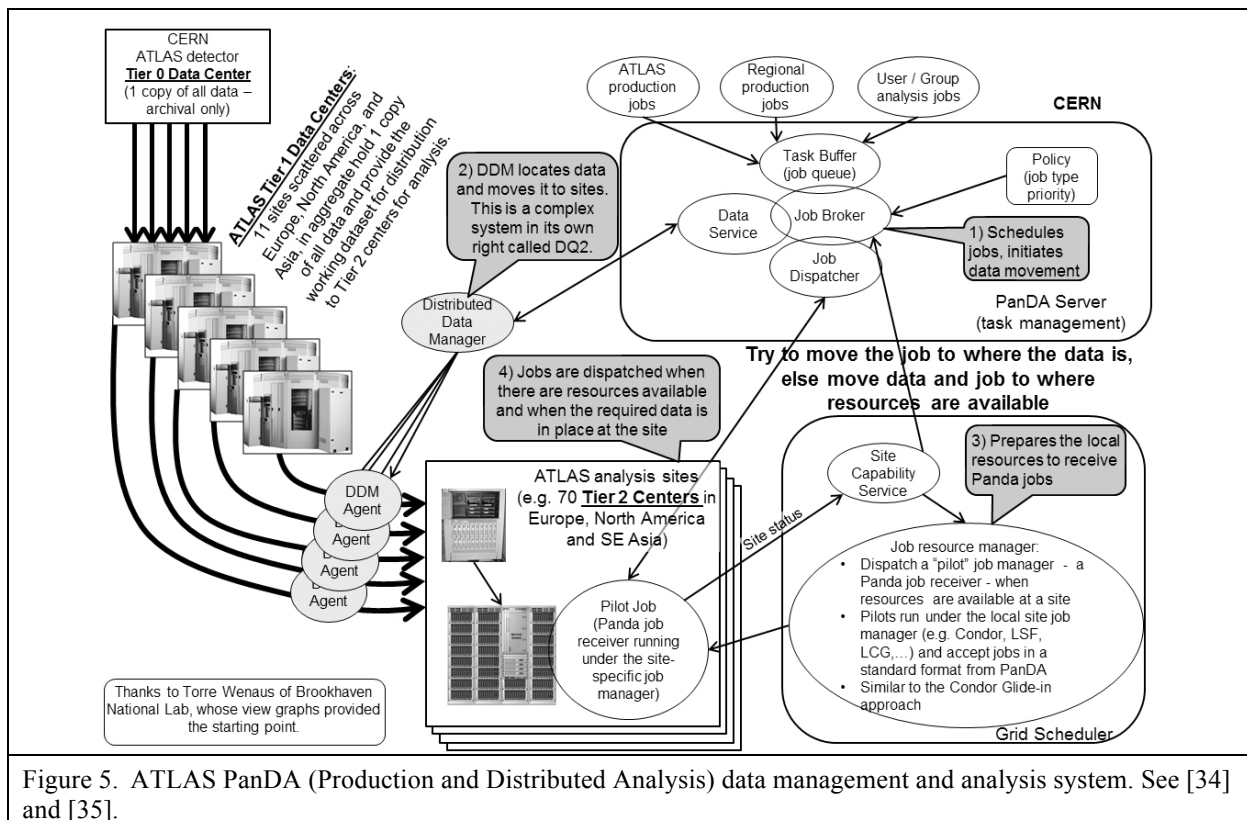 CERN
ATLAS detector
Tier 0 Data Center
(1 copy of all data –
archival only)
ATLAS Tier 1 Data Centers:
11 sites scattered across
Europe, North America, and
Asia, in aggregate hold 1 copy
of all data and provide the
working dataset for distribution
to Tier 2 centers for analysis.
ATLAS
production
jobs
Regional
production
jobs
User / Group
analysis jobs
CERN
Task Buffer
(job queue)
Policy
(job type
priority)
2) DDM locates data
and moves it to sites.
This is a complex
system in its own
right called DQ2.
Data
Service
Job Broker
Job
Dispatcher
1) Schedules
jobs, initiates
data movement
PanDA Server
(task management)
Distributed
Data
Manager
Try to move the job to where the data is,
else move data and job to where
resources are available
4) Jobs are dispatched when
there are resources available
and when the required data is
in place at the site
DDM
Agent
Agent
Agent
Agent
ATLAS analysis sites
(e.g. 70 Tier 2 Centers in
Europe, North America
and SE Asia)
Site status
Site
Capability
Service
3) Prepares the local
resources to receive
Panda jobs
Pilot Job
(Panda job
receiver running
under the site-
specific job
manager)
Job resource manager:
• Dispatch a “pilot” job manager - a
Panda job receiver - when
resources are available at a site
• Pilots run under the local site job
manager (e.g. Condor, LSF,
LCG,…) and accept jobs in a
standard format from PanDA
• Similar to the Condor Glide-in
approach
Grid Scheduler
Thanks to Torre Wenaus of Brookhaven
National Lab, whose view graphs provided
the starting point.
Figure 5. ATLAS PanDA (Production and Distributed Analysis) data management and analysis system. See [34]
and [35].